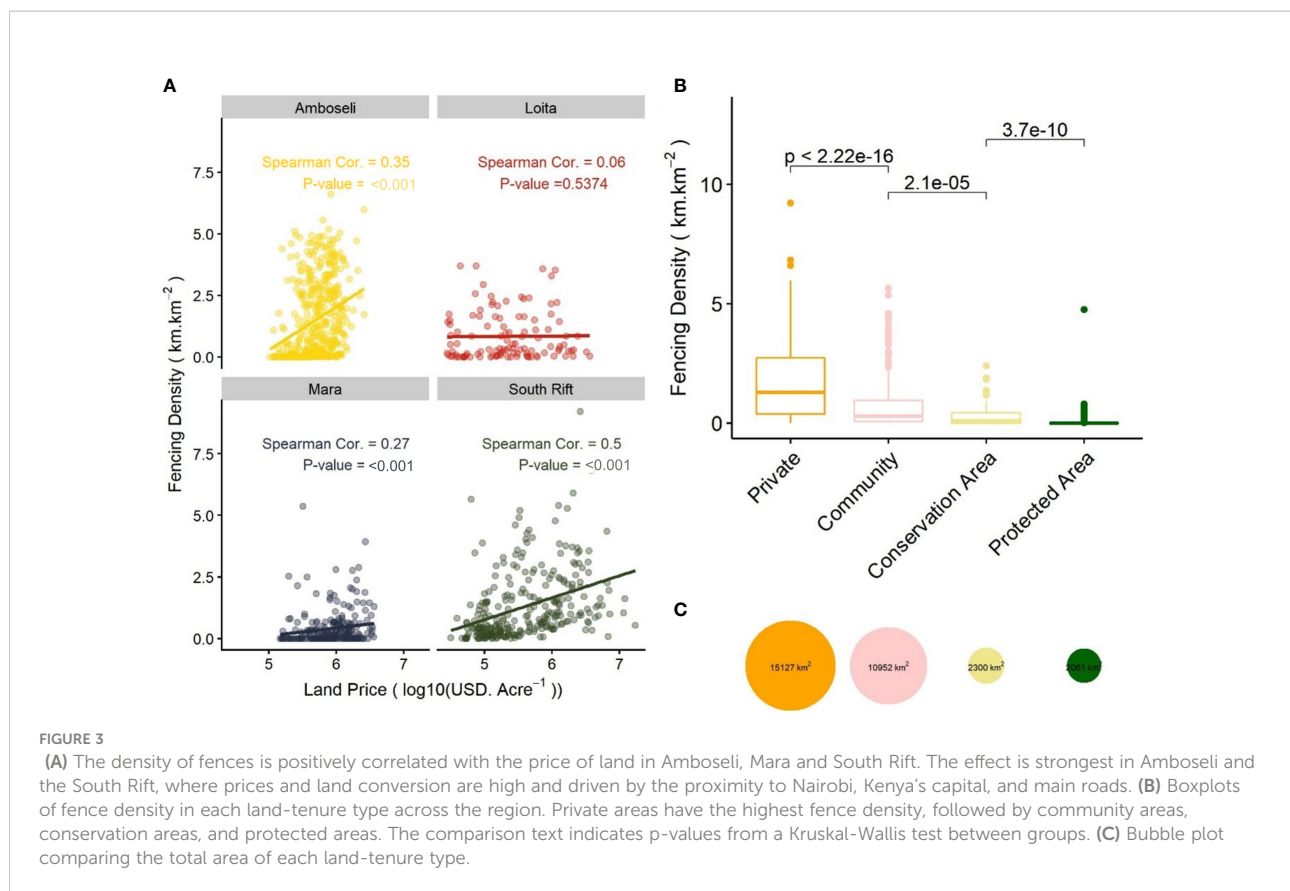 A
Amboseli
Loita
Spearman Cor. = 0.35
P-value = <0.001
Spearman Cor. = 0.06
P-value =0.5374
7.5
5.0
2.5
0.0
Mara
South Rift
Spearman Cor. = 0.27
P-value = <0.001
Spearman Cor. = 0.5
P-value = <0.001
7.5
5.0
2.5
0.0
5 6 7 5 6 7
Fencing Density ( km.km⁻² )
Land Price ( log10(USD. Acre⁻¹ ))
B
3.7e-10
p < 2.22e-16
2.1e-05
10
5
0
Fencing Density ( km.km⁻² )
Private
Community
Conservation Area
Protected Area
C
15127 km²
10952 km²
2300 km²
2081 km²
FIGURE 3
(A) The density of fences is positively correlated with the price of land in Amboseli, Mara and South Rift. The effect is strongest in Amboseli and
the South Rift, where prices and land conversion are high and driven by the proximity to Nairobi, Kenya's capital, and main roads. (B) Boxplots
of fence density in each land-tenure type across the region. Private areas have the highest fence density, followed by community areas,
conservation areas, and protected areas. The comparison text indicates p-values from a Kruskal-Wallis test between groups. (C) Bubble plot
comparing the total area of each land-tenure type.